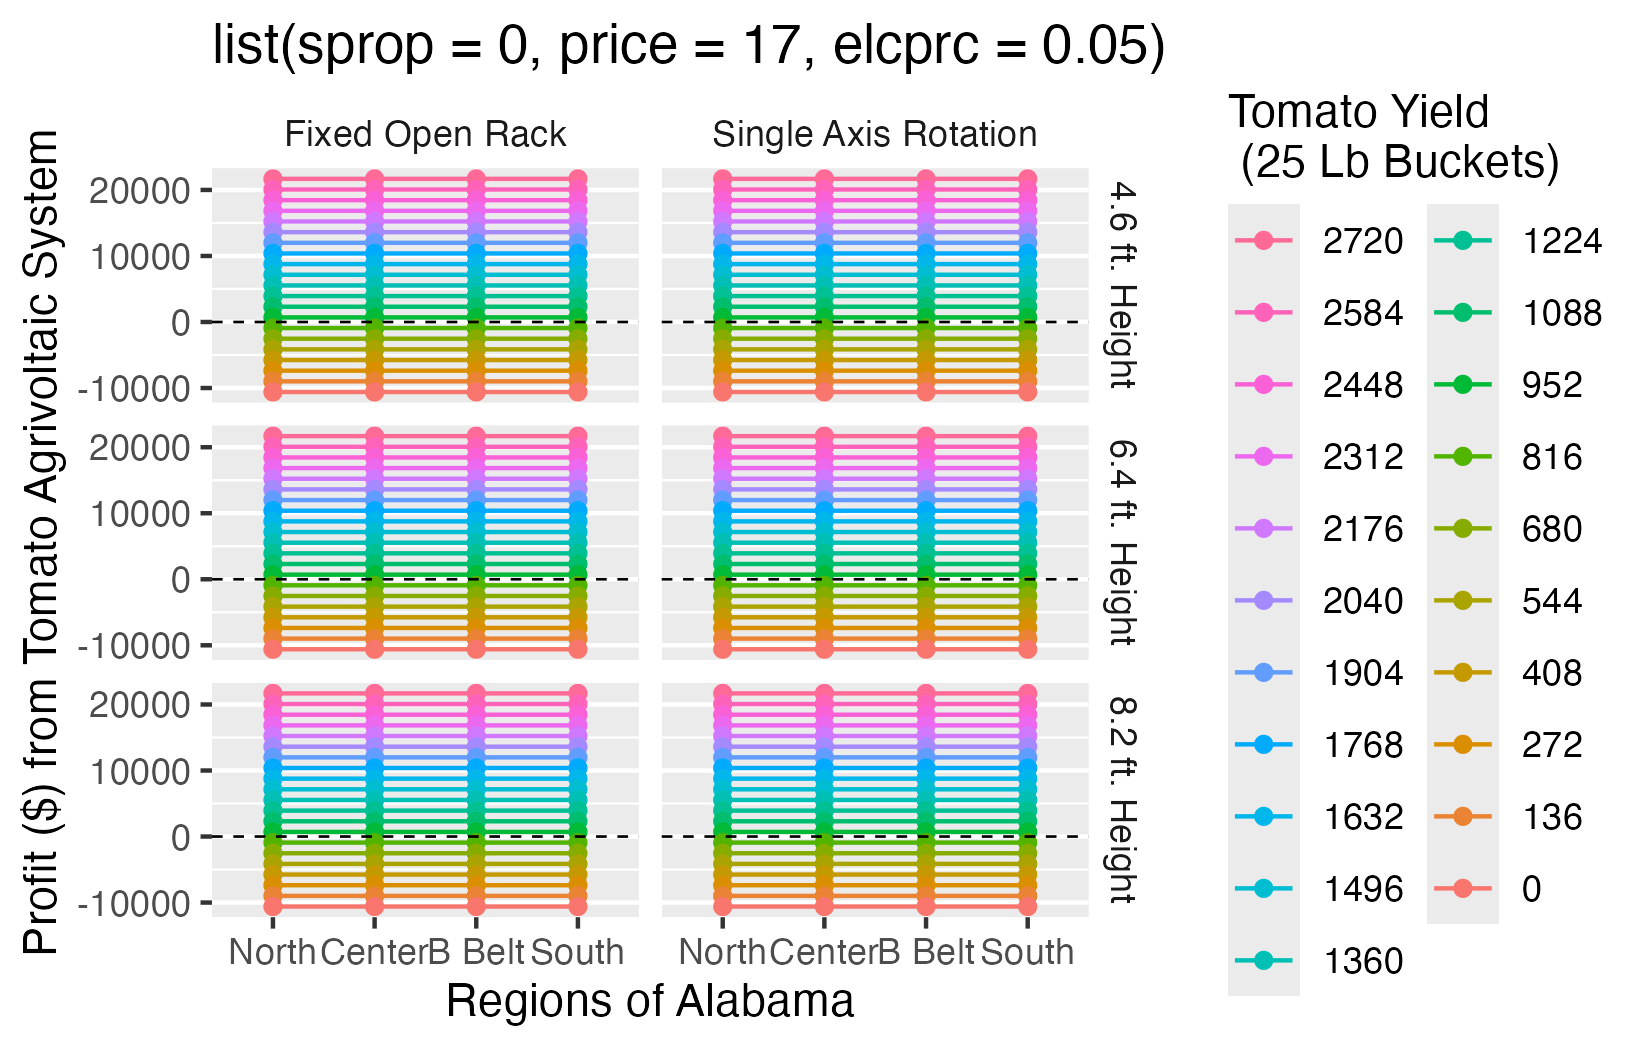 list(sprop = 0, price = 17, elcprc = 0.05)
Fixed Open Rack
Single Axis Rotation
Profit ($) from Tomato Agrivoltaic System
20000
10000
0
-10000
4.6 ft. Height
20000
10000
0
-10000
6.4 ft. Height
20000
10000
0
-10000
8.2 ft. Height
North Center B Belt South
North Center B Belt South
Regions of Alabama
Tomato Yield
(25 Lb Buckets)
2720
2584
2448
2312
2176
2040
1904
1768
1632
1496
1360
1224
1088
952
816
680
544
408
272
136
0